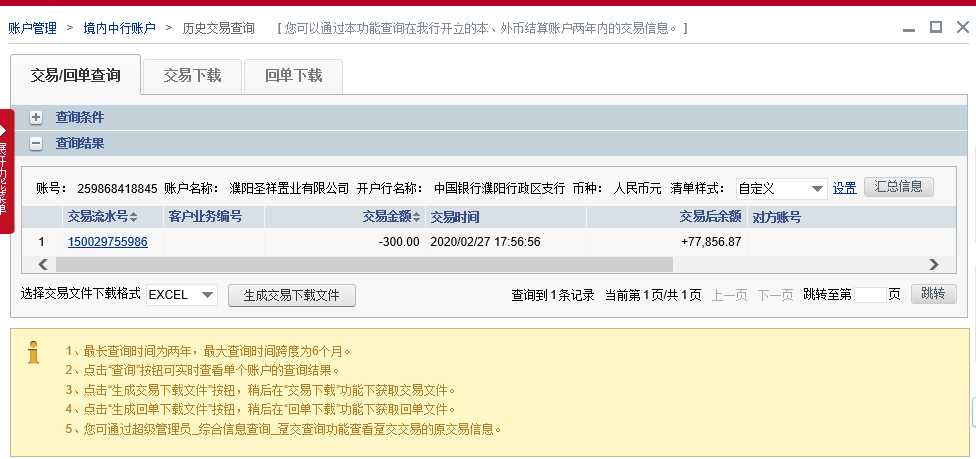 账户管理 > 境内中行账户 > 历史交易查询 [ 您可以通过本功能查询在我行开立的本、外币结算账户两年内的交易信息。 ]
交易/回单查询 交易下载 回单下载
查询条件
查询结果
展开功能菜单
账号： 259868418845 账户名称： 濮阳圣祥置业有限公司 开户行名称： 中国银行濮阳行政区支行 币种： 人民币元 清单样式： 自定义 设置 汇总信息
交易流水号 客户业务编号 交易金额 交易时间 交易后余额 对方账号
1 150029755986 -300.00 2020/02/27 17:56:56 +77,856.87
选择交易文件下载格式 EXCEL 生成交易下载文件 查询到 1 条记录 当前第 1 页/共 1 页 上一页 下一页 跳转至第 页 跳转
1、最长查询时间为两年，最大查询时间跨度为6个月。
2、点击“查询”按钮可实时查看单个账户的查询结果。
3、点击“生成交易下载文件”按钮，稍后在“交易下载”功能下获取交易文件。
4、点击“生成回单下载文件”按钮，稍后在“回单下载”功能下获取回单文件。
5、您可通过超级管理员_综合信息查询_趸交查询功能查看趸交交易的原交易信息。